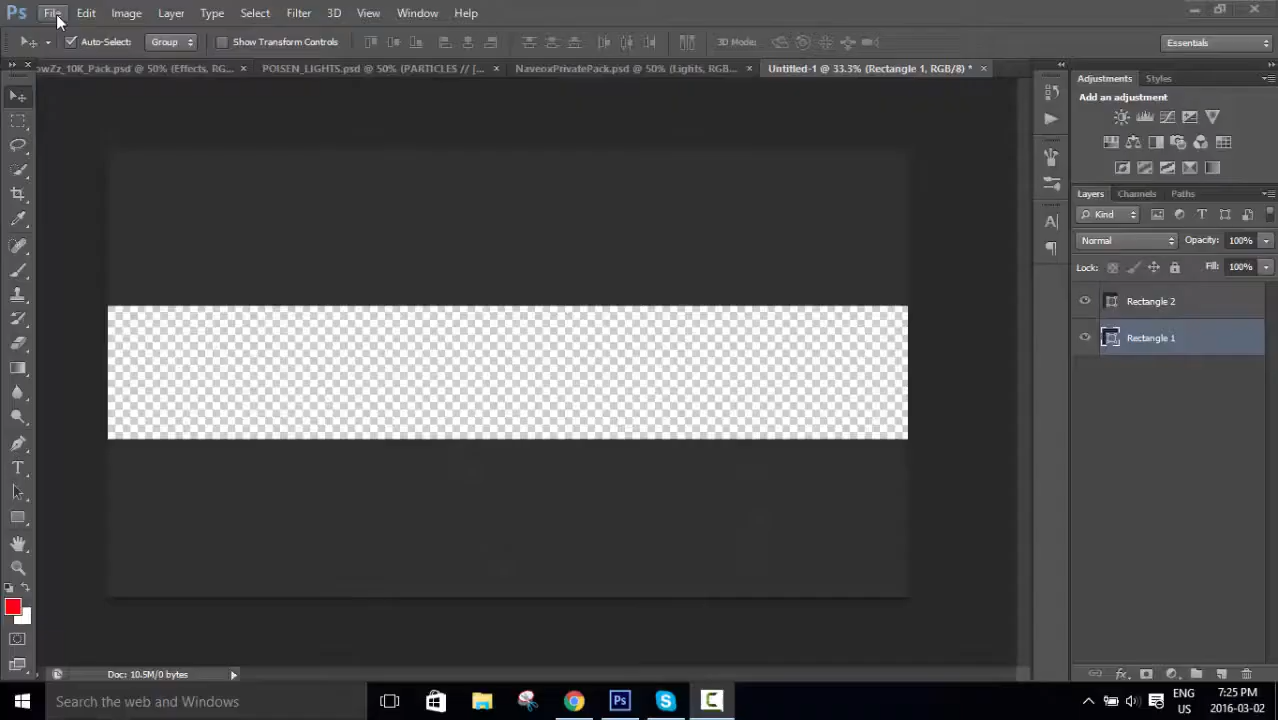 Ps File Edit Image Layer Type Select Filter 3D View Window Help
Auto-Select: Group Show Transform Controls 3D Mode: Essentials
owZz_10K_Pack.psd @ 50% (Effects, RG... × POISEN_LIGHTS.psd @ 50% (PARTICLES // [... × NaveoxPrivatePack.psd @ 50% (Lights, RGB... × Untitled-1 @ 33.3% (Rectangle 1, RGB/8) * ×
Adjustments Styles
Add an adjustment
Layers Channels Paths
Kind
Normal Opacity: 100%
Lock: Fill: 100%
Rectangle 2
Rectangle 1
Doc: 10.5M/0 bytes
Search the web and Windows
ENG
US
7:25 PM
2016-03-02